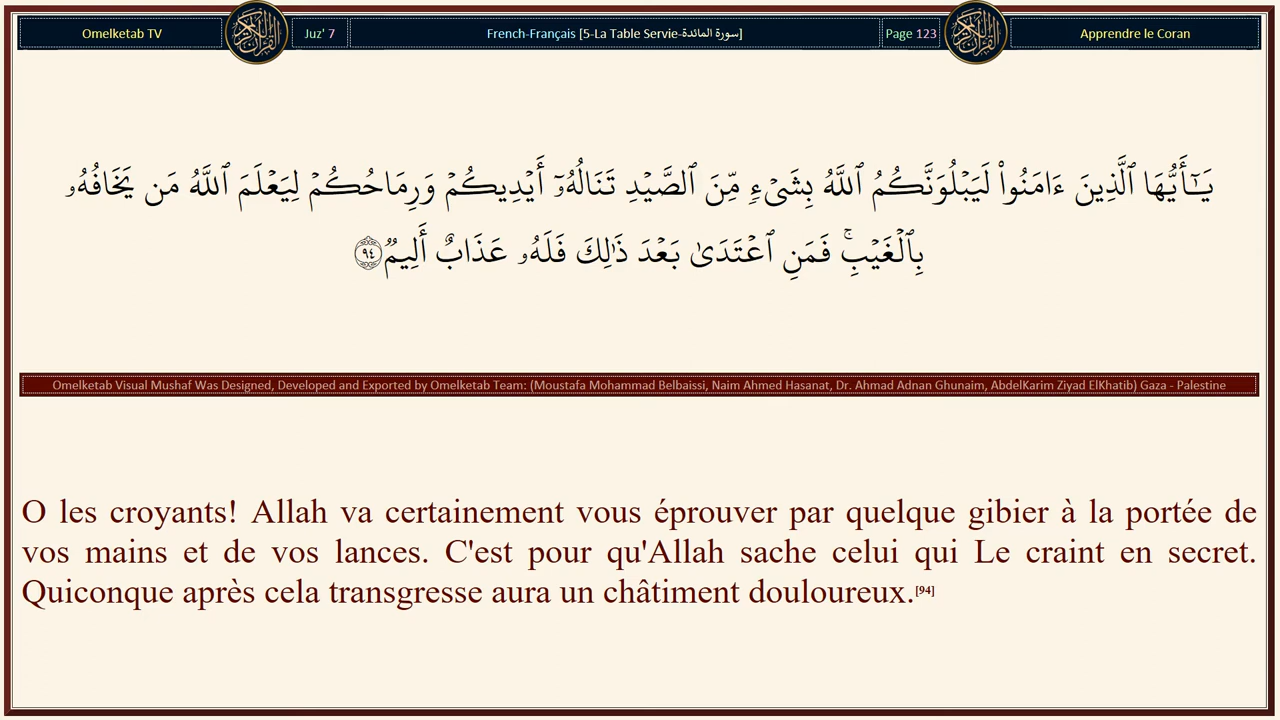 Omelketab TV
Juz' 7
French-Français [5-La Table Servie-سورة المائدة]
Page 123
Apprendre le Coran
يَـٰٓأَيُّهَا ٱلَّذِينَ ءَامَنُوا۟ لَيَبْلُوَنَّكُمُ ٱللَّهُ بِشَىْءٍ مِّنَ ٱلصَّيْدِ تَنَالُهُۥٓ أَيْدِيكُمْ وَرِمَاحُكُمْ لِيَعْلَمَ ٱللَّهُ مَن يَخَافُهُۥ
بِٱلْغَيْبِ ۚ فَمَنِ ٱعْتَدَىٰ بَعْدَ ذَٰلِكَ فَلَهُۥ عَذَابٌ أَلِيمٌ ٩٤
Omelketab Visual Mushaf Was Designed, Developed and Exported by Omelketab Team: (Moustafa Mohammad Belbaissi, Naim Ahmed Hasanat, Dr. Ahmad Adnan Ghunaim, AbdelKarim Ziyad ElKhatib) Gaza - Palestine
O les croyants! Allah va certainement vous éprouver par quelque gibier à la portée de
vos mains et de vos lances. C'est pour qu'Allah sache celui qui Le craint en secret.
Quiconque après cela transgresse aura un châtiment douloureux.[94]